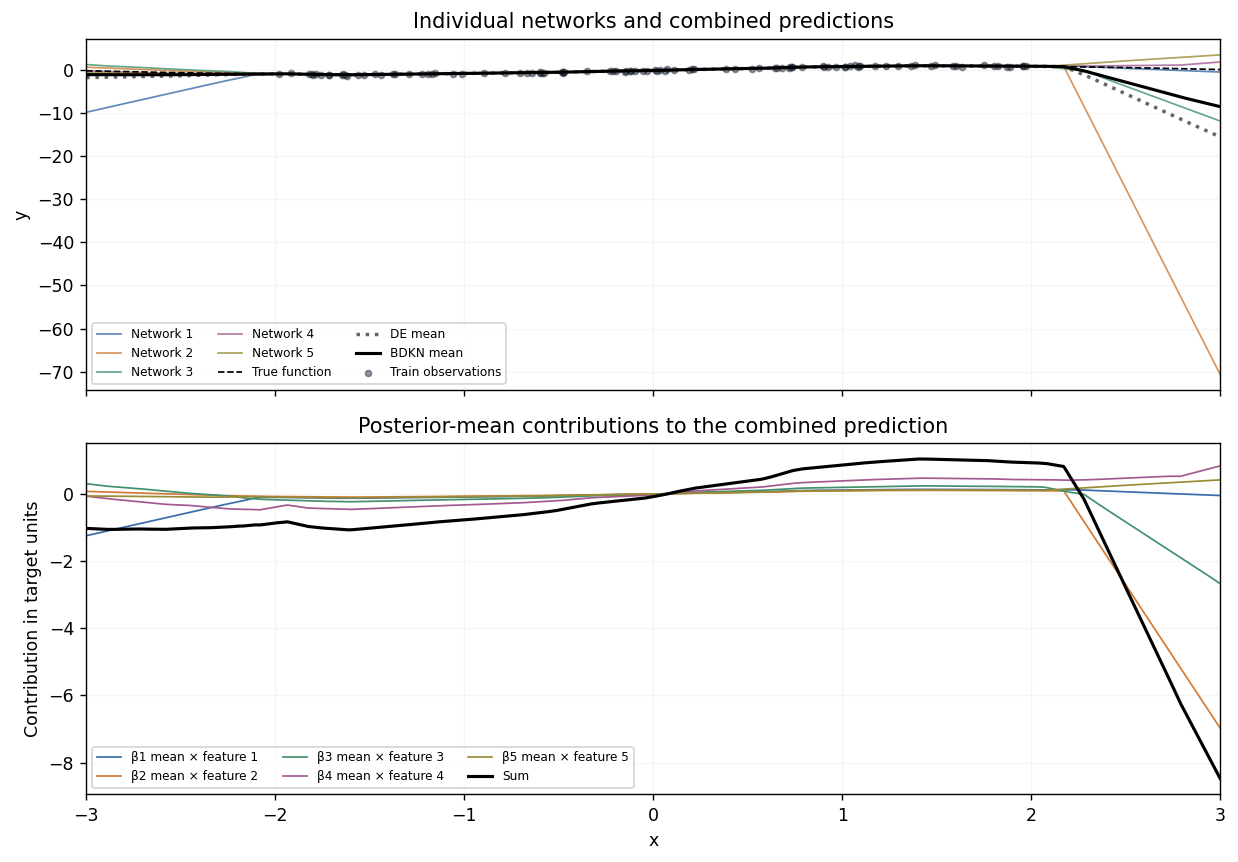 Individual networks and combined predictions
0
−10
−20
−30
−40
−50
−60
−70
y
Network 1 Network 4 DE mean
Network 2 Network 5 BDKN mean
Network 3 True function Train observations
Posterior-mean contributions to the combined prediction
0
−2
−4
−6
−8
Contribution in target units
β1 mean × feature 1 β3 mean × feature 3 β5 mean × feature 5
β2 mean × feature 2 β4 mean × feature 4 Sum
−3 −2 −1 0 1 2 3
x